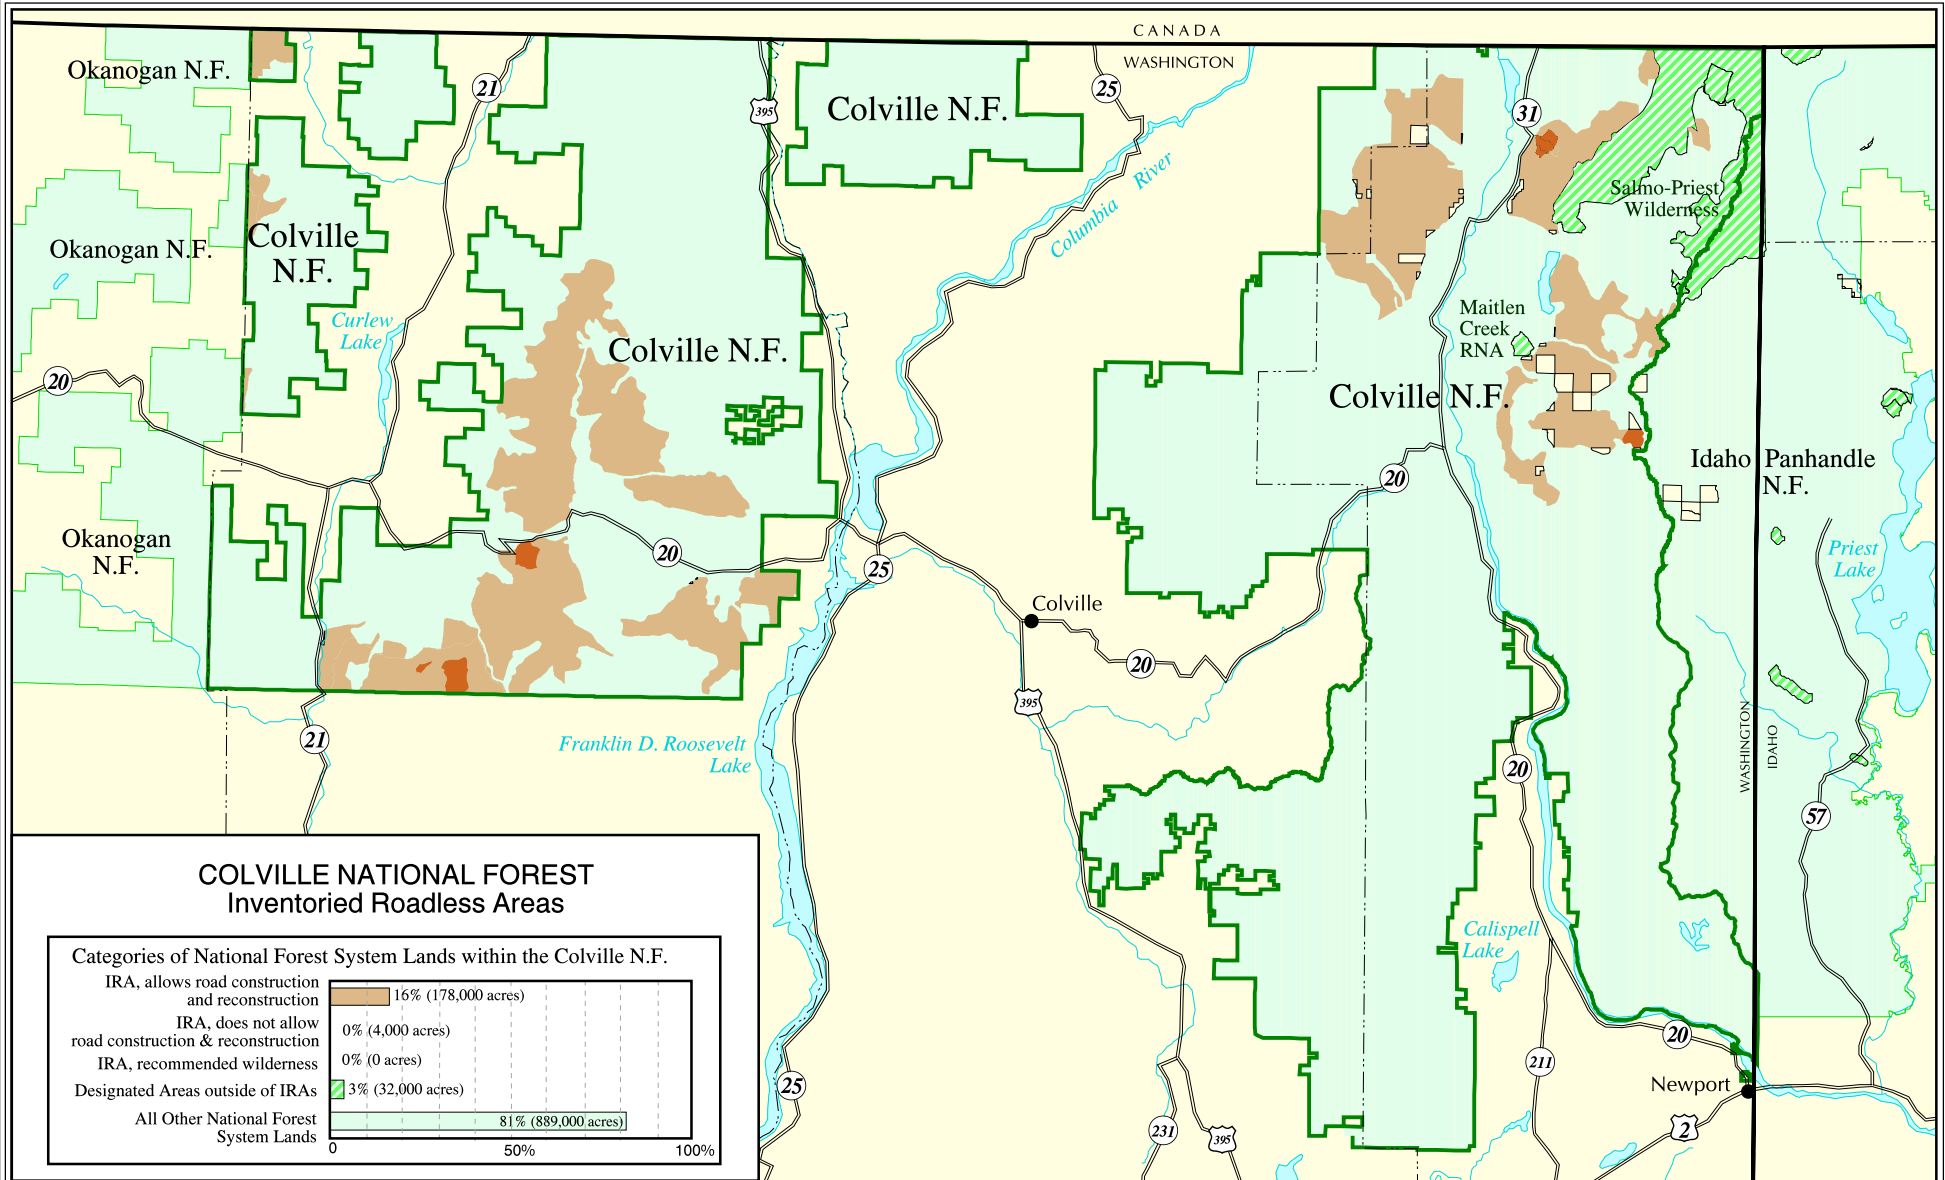 CANADA
WASHINGTON
Okanogan N.F.
21
395
Colville N.F.
25
31
Salmo-Priest
Wilderness
Columbia
River
Okanogan N.F.
Colville
N.F.
Curlew
Lake
Colville N.F.
Maitlen
Creek
RNA
Colville N.F.
20
20
Idaho
Panhandle
N.F.
Okanogan
N.F.
20
25
Priest
Lake
Colville
20
395
21
Franklin D. Roosevelt
Lake
WASHINGTON
IDAHO
20
57
Calispell
Lake
20
211
Newport
2
25
231
395
COLVILLE NATIONAL FOREST
Inventoried Roadless Areas
Categories of National Forest System Lands within the Colville N.F.
IRA, allows road construction
and reconstruction
16% (178,000 acres)
IRA, does not allow
road construction & reconstruction
0% (4,000 acres)
IRA, recommended wilderness
0% (0 acres)
Designated Areas outside of IRAs
3% (32,000 acres)
All Other National Forest
System Lands
81% (889,000 acres)
0
50%
100%